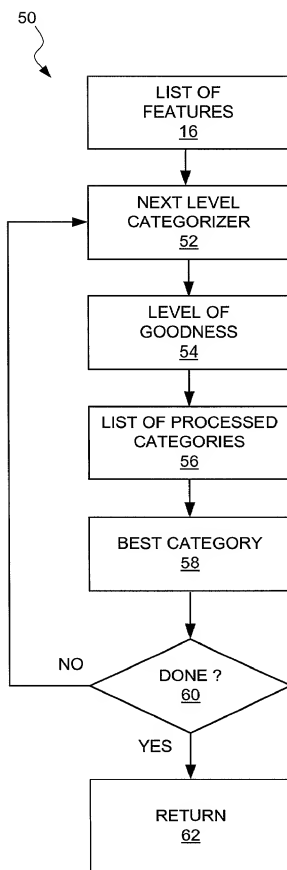 50
LIST OF
FEATURES
16
NEXT LEVEL
CATEGORIZER
52
LEVEL OF
GOODNESS
54
LIST OF PROCESSED
CATEGORIES
56
BEST CATEGORY
58
NO
DONE ?
60
YES
RETURN
62